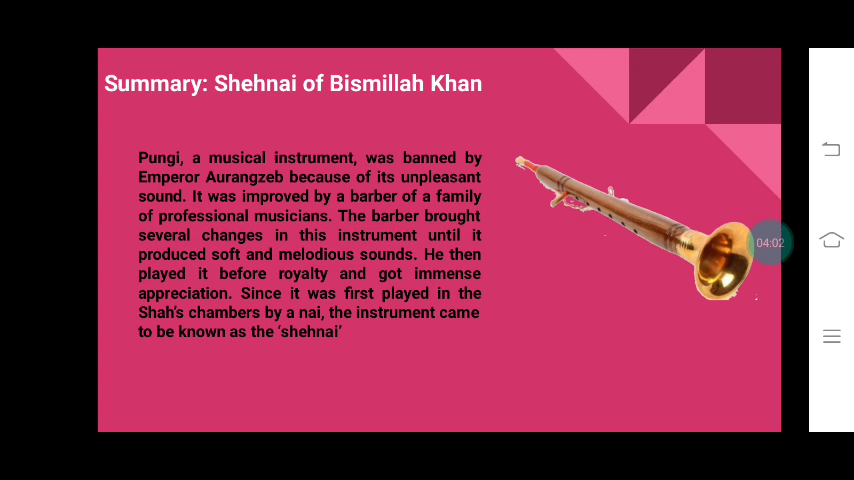 Summary: Shehnai of Bismillah Khan
Pungi, a musical instrument, was banned by
Emperor Aurangzeb because of its unpleasant
sound. It was improved by a barber of a family
of professional musicians. The barber brought
several changes in this instrument until it
produced soft and melodious sounds. He then
played it before royalty and got immense
appreciation. Since it was first played in the
Shah's chambers by a nai, the instrument came
to be known as the 'shehnai'
04:02